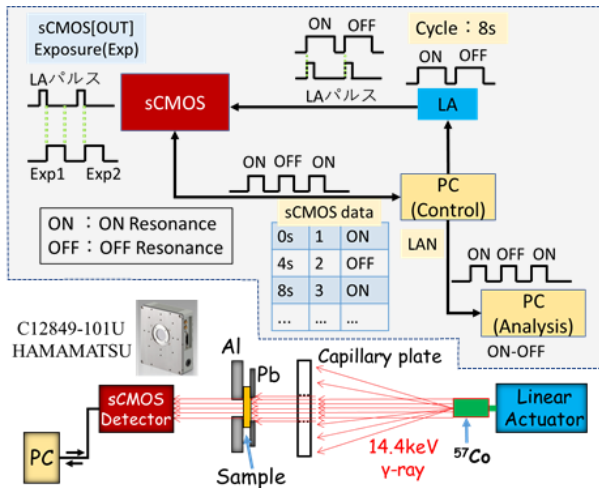 sCMOS[OUT]
Exposure(Exp)
LAパルス
Exp1 Exp2
ON ：ON Resonance
OFF：OFF Resonance
sCMOS
ON OFF
LAパルス
Cycle：8s
ON OFF
LA
ON OFF ON
PC
(Control)
sCMOS data
0s 1 ON
4s 2 OFF
8s 3 ON
... ... ...
LAN
ON OFF ON
PC
(Analysis)
ON-OFF
C12849-101U
HAMAMATSU
Al
Pb
Capillary plate
sCMOS
Detector
PC
Sample
14.4keV
γ-ray
⁵⁷Co
Linear
Actuator